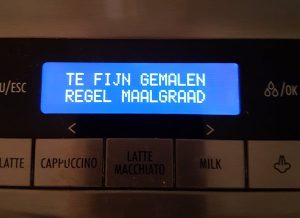 TE FIJN GEMALEN
REGEL MAALGRAAD
U/ESC
/OK
< >
LATTE
CAPPUCCINO
LATTE
MACCHIATO
MILK